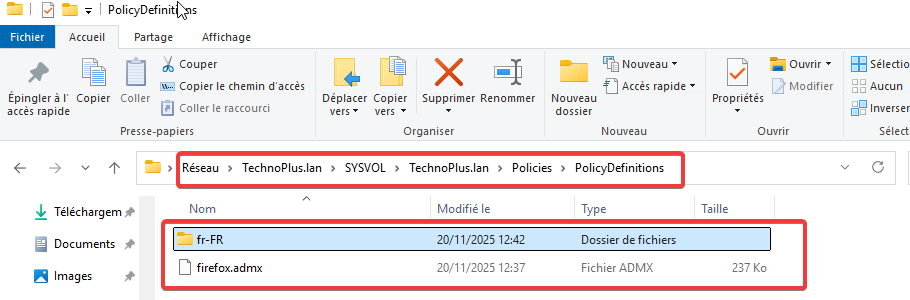 PolicyDefinitions
Fichier Accueil Partage Affichage
Épingler à l' accès rapide
Copier
Coller
Couper
Copier le chemin d'accès
Coller le raccourci
Presse-papiers
Déplacer vers
Copier vers
Supprimer
Renommer
Organiser
Nouveau dossier
Nouveau
Accès rapide
Nouveau
Propriétés
Ouvrir
Modifier
Ouvrir
Sélectio
Aucun
Inverser
Sélect
Réseau > TechnoPlus.lan > SYSVOL > TechnoPlus.lan > Policies > PolicyDefinitions
Téléchargem
Documents
Images
Nom Modifié le Type Taille
fr-FR 20/11/2025 12:42 Dossier de fichiers
firefox.admx 20/11/2025 12:37 Fichier ADMX 237 Ko